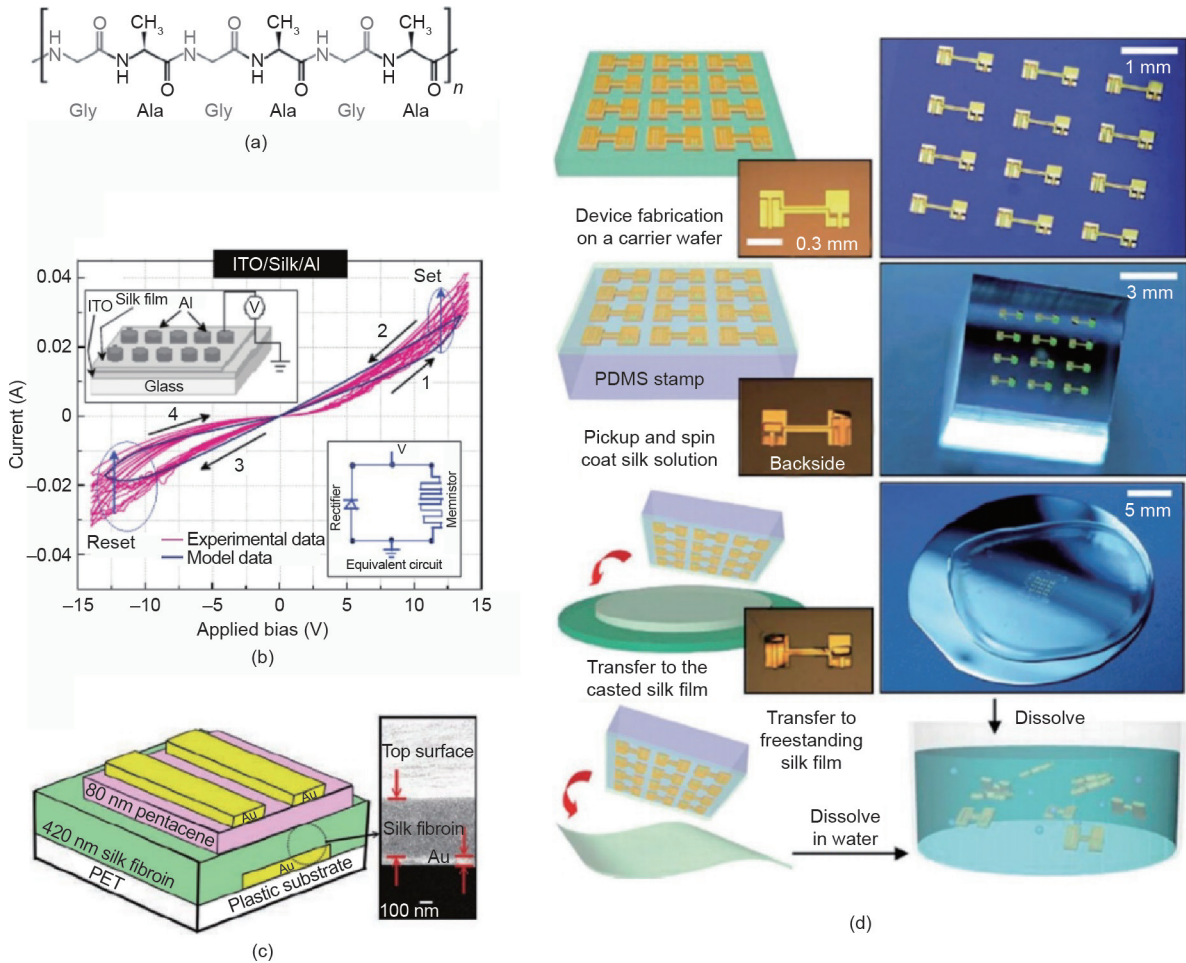 H
N
O
CH3
N
H
O
H
N
O
CH3
N
H
O
H
N
O
CH3
N
H
O
n
Gly Ala Gly Ala Gly Ala
(a)
ITO/Silk/Al
Current (A)
0.04
0.02
0
−0.02
−0.04
−15 −10 −5 0 5 10 15
Applied bias (V)
ITO
Silk film
Al
V
Glass
Set
2
1
4
3
Reset
Experimental data
Model data
V
Rectifier
Memristor
Equivalent circuit
(b)
Au
Au
80 nm pentacene
420 nm silk fibroin
Au
PET
Plastic substrate
Top surface
Silk fibroin
Au
100 nm
(c)
1 mm
Device fabrication
on a carrier wafer
0.3 mm
PDMS stamp
3 mm
Pickup and spin
coat silk solution
Backside
5 mm
Transfer to the
casted silk film
Transfer to
freestanding
silk film
Dissolve
Dissolve
in water
(d)